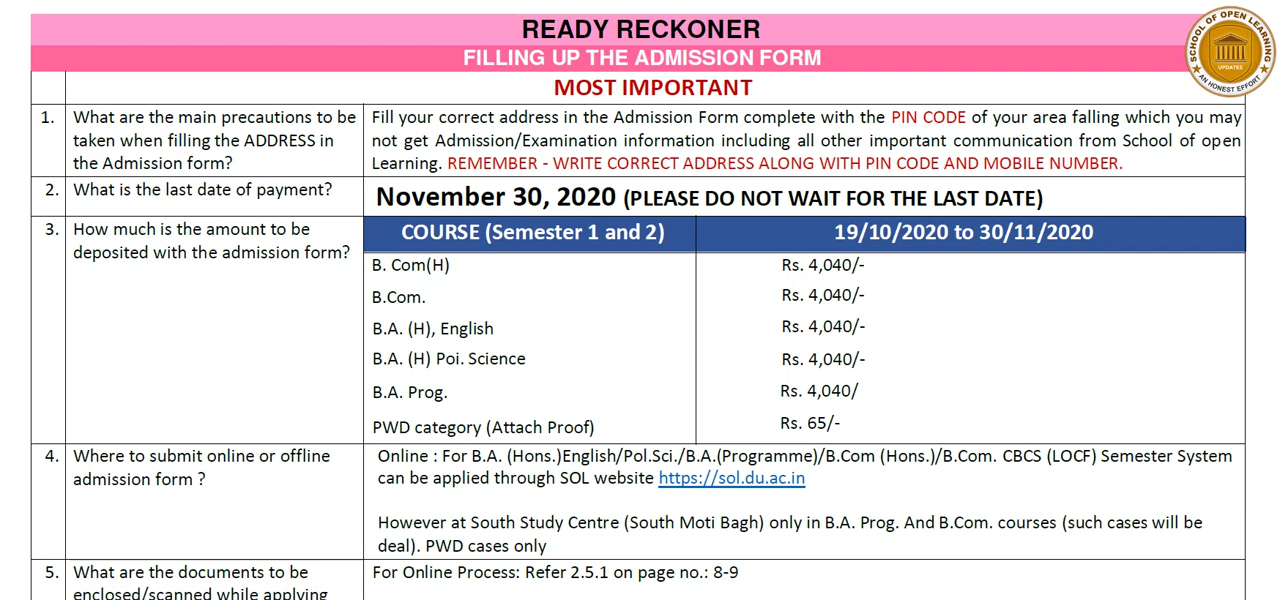 READY RECKONER
FILLING UP THE ADMISSION FORM
SCHOOL OF OPEN LEARNING
UPDATES
AN HONEST EFFORT
MOST IMPORTANT
1. What are the main precautions to be
taken when filling the ADDRESS in
the Admission form?
Fill your correct address in the Admission Form complete with the PIN CODE of your area falling which you may
not get Admission/Examination information including all other important communication from School of open
Learning. REMEMBER - WRITE CORRECT ADDRESS ALONG WITH PIN CODE AND MOBILE NUMBER.
2. What is the last date of payment?
November 30, 2020 (PLEASE DO NOT WAIT FOR THE LAST DATE)
3. How much is the amount to be
deposited with the admission form?
COURSE (Semester 1 and 2) 19/10/2020 to 30/11/2020
B. Com(H) Rs. 4,040/-
B.Com. Rs. 4,040/-
B.A. (H), English Rs. 4,040/-
B.A. (H) Poi. Science Rs. 4,040/-
B.A. Prog. Rs. 4,040/
PWD category (Attach Proof) Rs. 65/-
4. Where to submit online or offline
admission form ?
Online : For B.A. (Hons.)English/Pol.Sci./B.A.(Programme)/B.Com (Hons.)/B.Com. CBCS (LOCF) Semester System
can be applied through SOL website https://sol.du.ac.in
However at South Study Centre (South Moti Bagh) only in B.A. Prog. And B.Com. courses (such cases will be
deal). PWD cases only
5. What are the documents to be
enclosed/scanned while applying
For Online Process: Refer 2.5.1 on page no.: 8-9